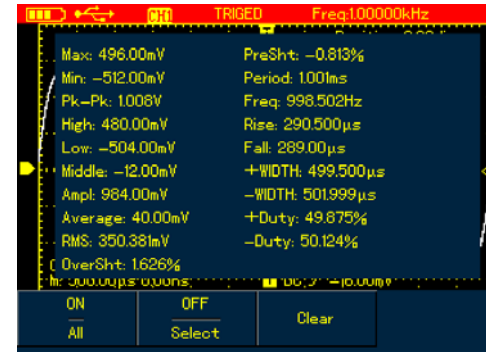 CH1 TRIGED Freq:1.00000kHz
Max: 496.00mV
Min: −512.00mV
Pk−Pk: 1.008V
High: 480.00mV
Low: −504.00mV
Middle: −12.00mV
Ampl: 984.00mV
Average: 40.00mV
RMS: 350.381mV
OverSht: 1.626%
PreSht: −0.813%
Period: 1.001ms
Freq: 998.502Hz
Rise: 290.500µs
Fall: 289.00µs
+WIDTH: 499.500µs
−WIDTH: 501.999µs
+Duty: 49.875%
−Duty: 50.124%
ON
All
OFF
Select
Clear